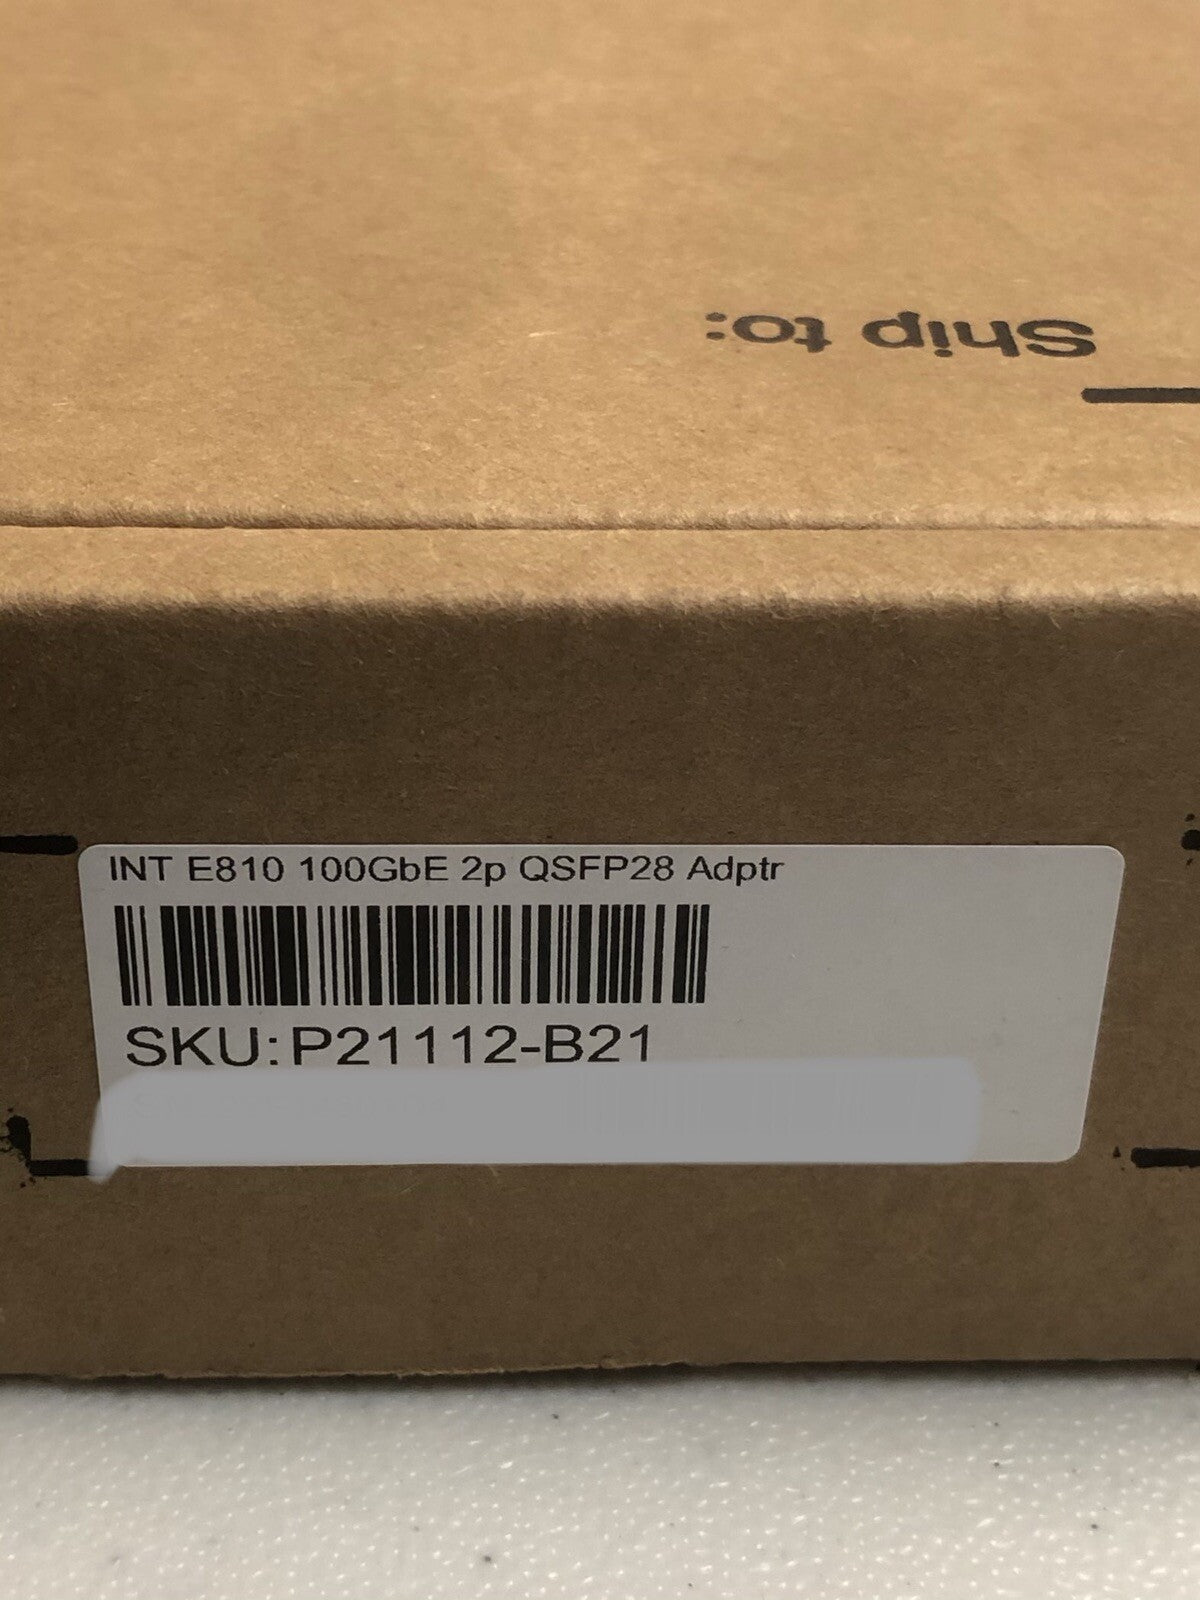 Ship to:
INT E810 100GbE 2p QSFP28 Adptr
SKU: P21112-B21